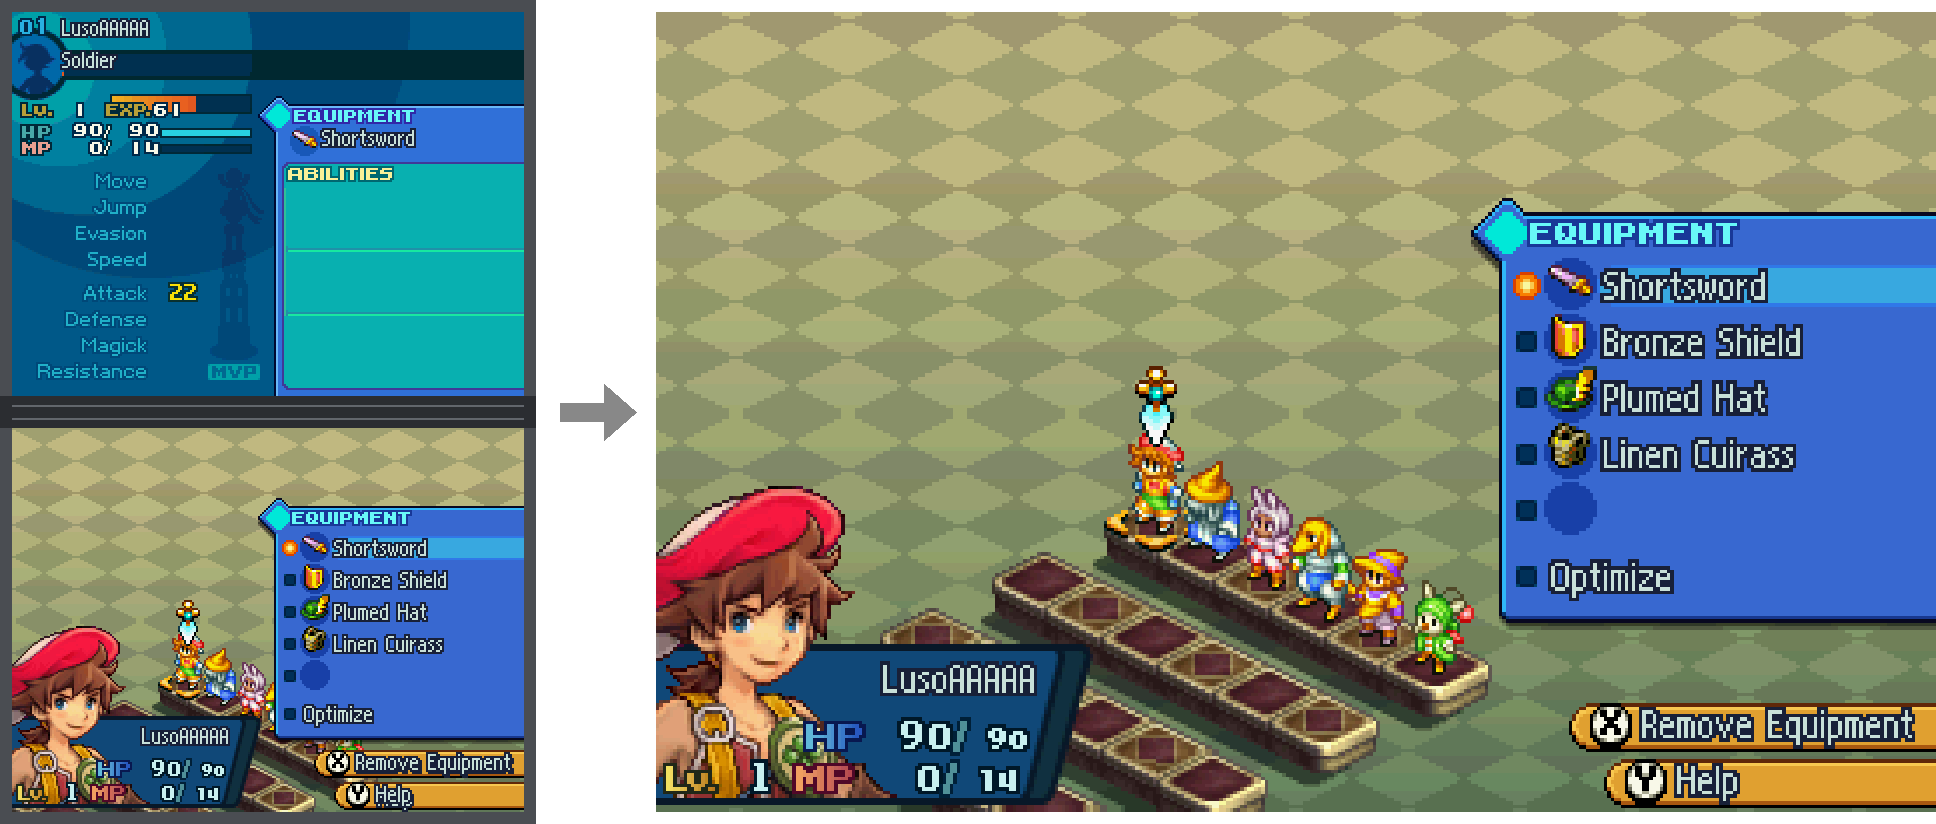 01 LusoAAAAA
Soldier
Lv. 1 EXP.61
HP 90/ 90
MP 0/ 14
Move
Jump
Evasion
Speed
Attack 22
Defense
Magick
Resistance
MVP
EQUIPMENT
Shortsword
ABILITIES
EQUIPMENT
Shortsword
Bronze Shield
Plumed Hat
Linen Cuirass
Optimize
LusoAAAAA
HP 90/ 90
Lv. 1 MP 0/ 14
X Remove Equipment
Y Help
EQUIPMENT
Shortsword
Bronze Shield
Plumed Hat
Linen Cuirass
Optimize
LusoAAAAA
HP 90/ 90
Lv. 1 MP 0/ 14
X Remove Equipment
Y Help